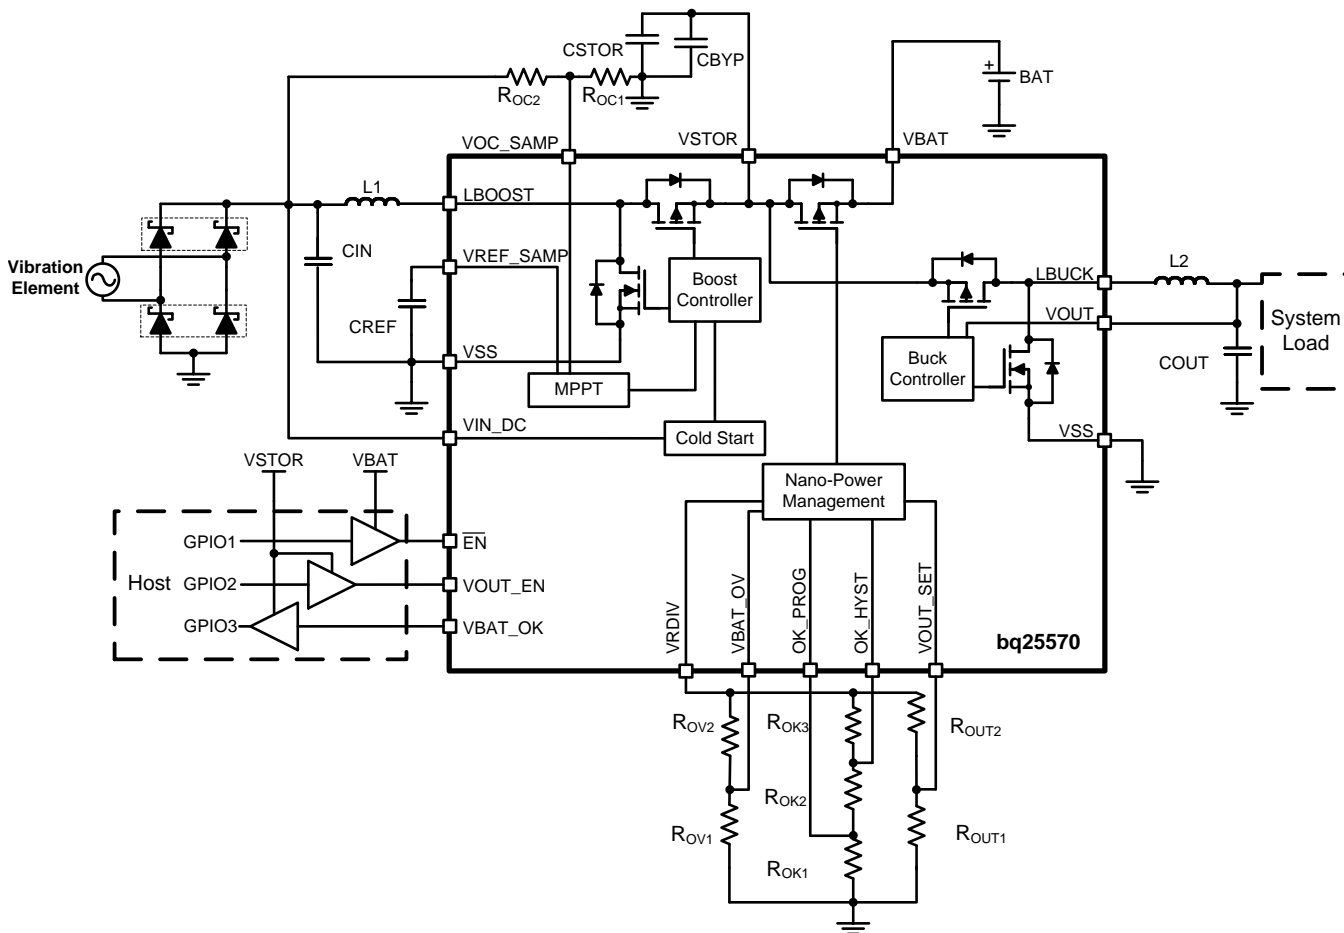 CSTOR
CBYP
+
BAT
ROC2
ROC1
VOC_SAMP
VSTOR
VBAT
L1
LBOOST
CIN
VREF_SAMP
Vibration
Element
Boost
Controller
LBUCK
L2
CREF
VOUT
System
Load
VSS
MPPT
Buck
Controller
COUT
VIN_DC
Cold Start
VSS
VSTOR
VBAT
Nano-Power
Management
GPIO1
EN
Host
GPIO2
VOUT_EN
GPIO3
VBAT_OK
VRDIV
VBAT_OV
OK_PROG
OK_HYST
VOUT_SET
bq25570
ROV2
ROK3
ROUT2
ROK2
ROV1
ROUT1
ROK1